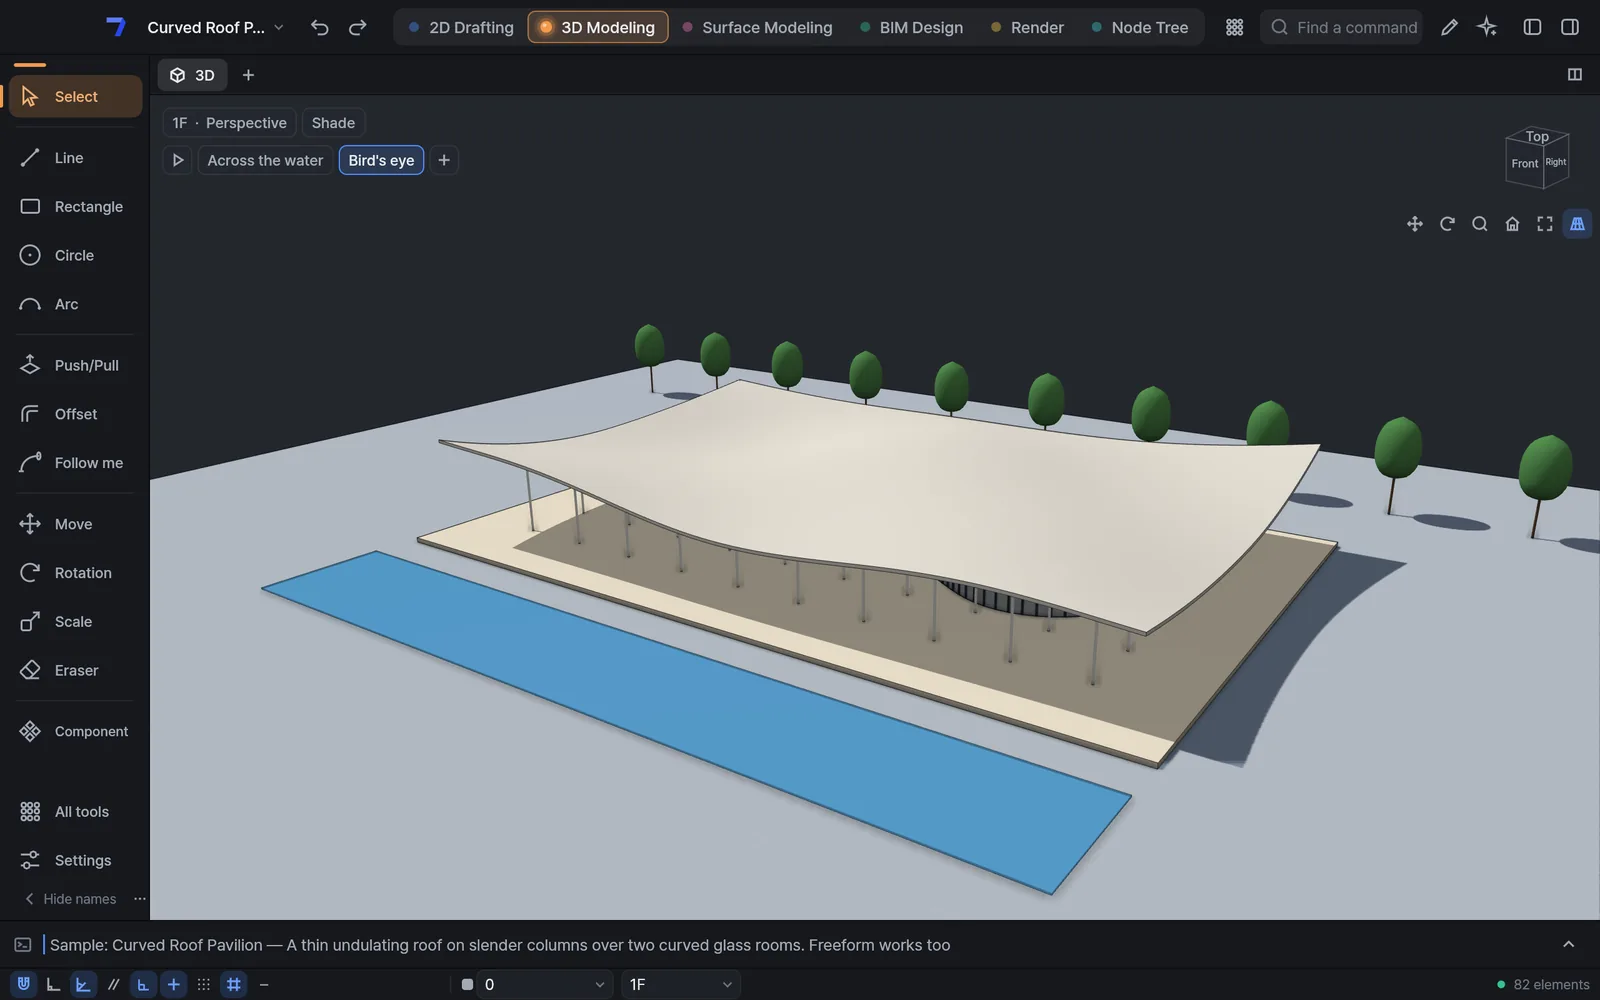 Curved Roof P...
2D Drafting
3D Modeling
Surface Modeling
BIM Design
Render
Node Tree
Find a command
Select
3D
1F · Perspective
Shade
Across the water
Bird's eye
Top
Front
Right
Line
Rectangle
Circle
Arc
Push/Pull
Offset
Follow me
Move
Rotation
Scale
Eraser
Component
All tools
Settings
Hide names
Sample: Curved Roof Pavilion — A thin undulating roof on slender columns over two curved glass rooms. Freeform works too
0
1F
82 elements